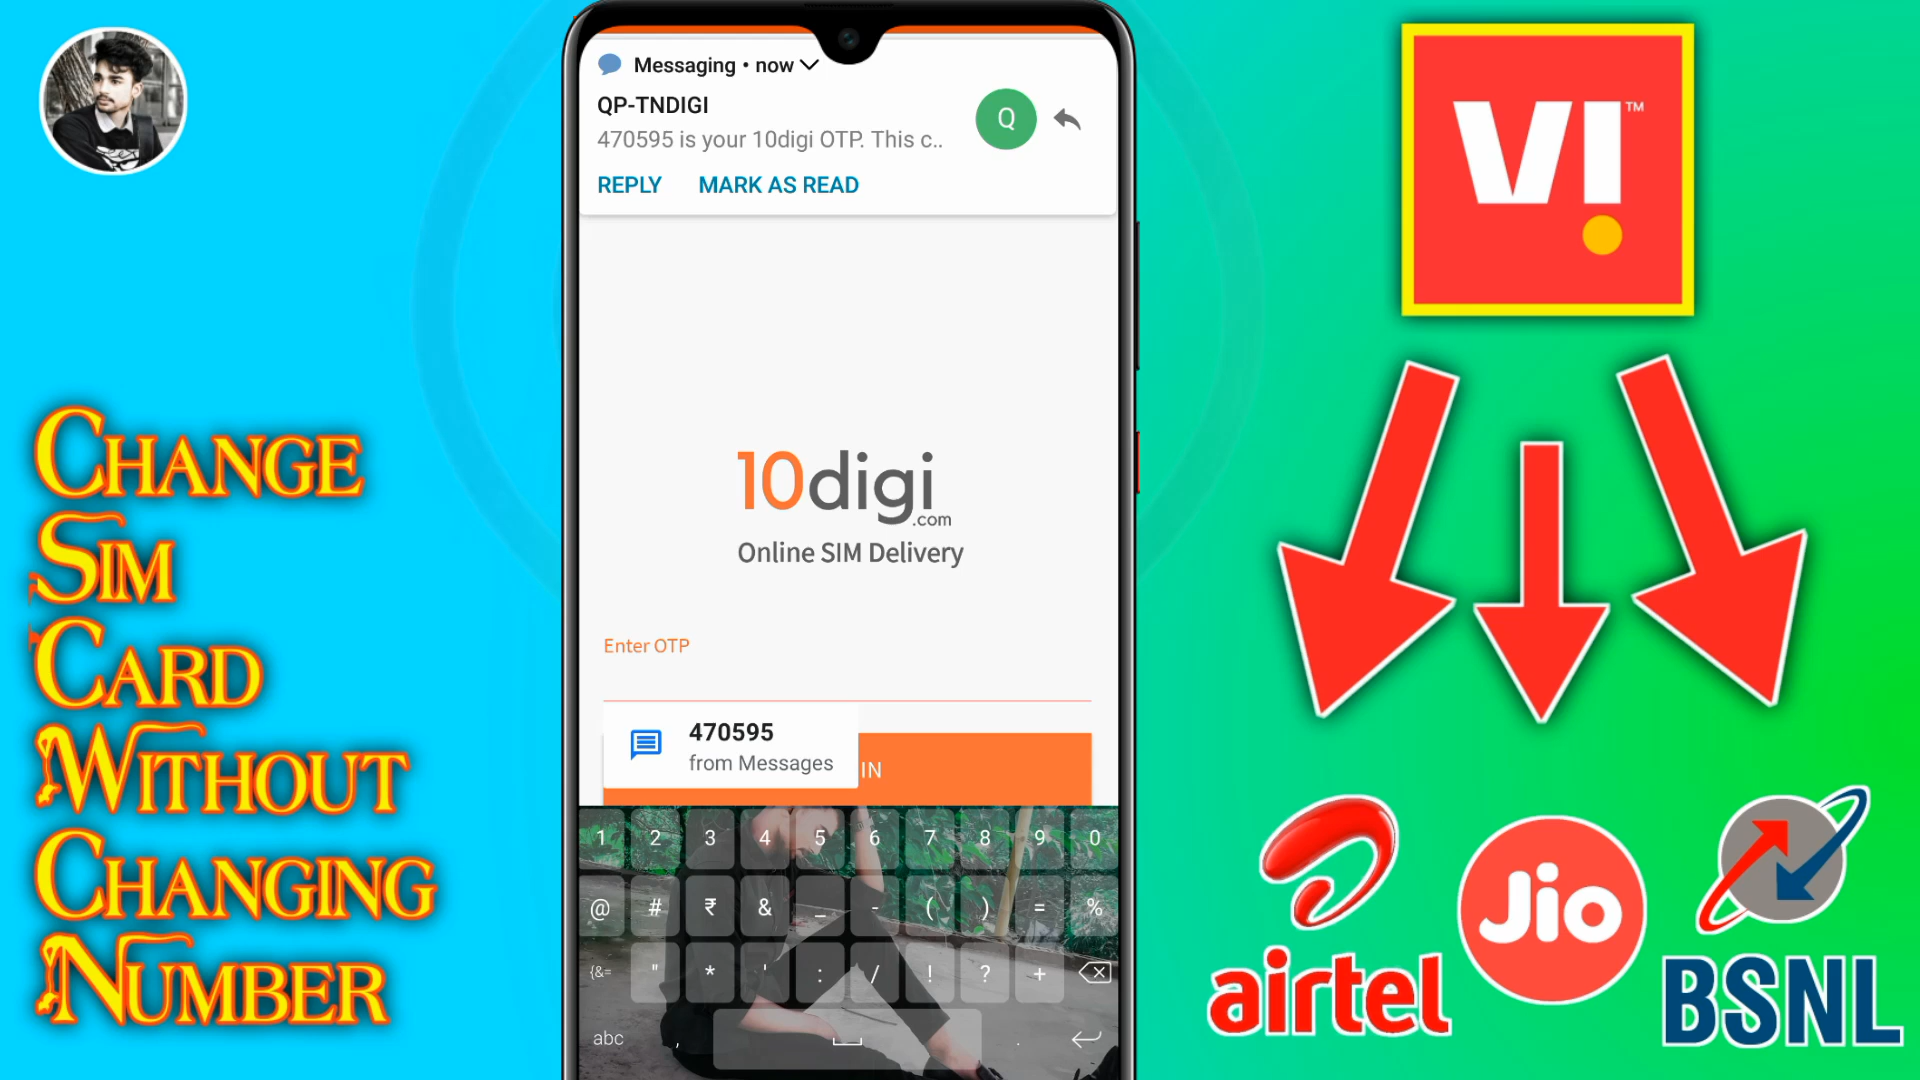 Messaging • now
QP-TNDIGI
470595 is your 10digi OTP. This c..
Q
REPLY MARK AS READ
10digi
.com
Online SIM Delivery
Enter OTP
470595
from Messages
IN
1 2 3 4 5 6 7 8 9 0
@ # ₹ & _ - ( ) = %
{&= " * ' : / ! ? +
abc , .
CHANGE
SIM
CARD
WITHOUT
CHANGING
NUMBER
VI™
airtel
Jio
BSNL